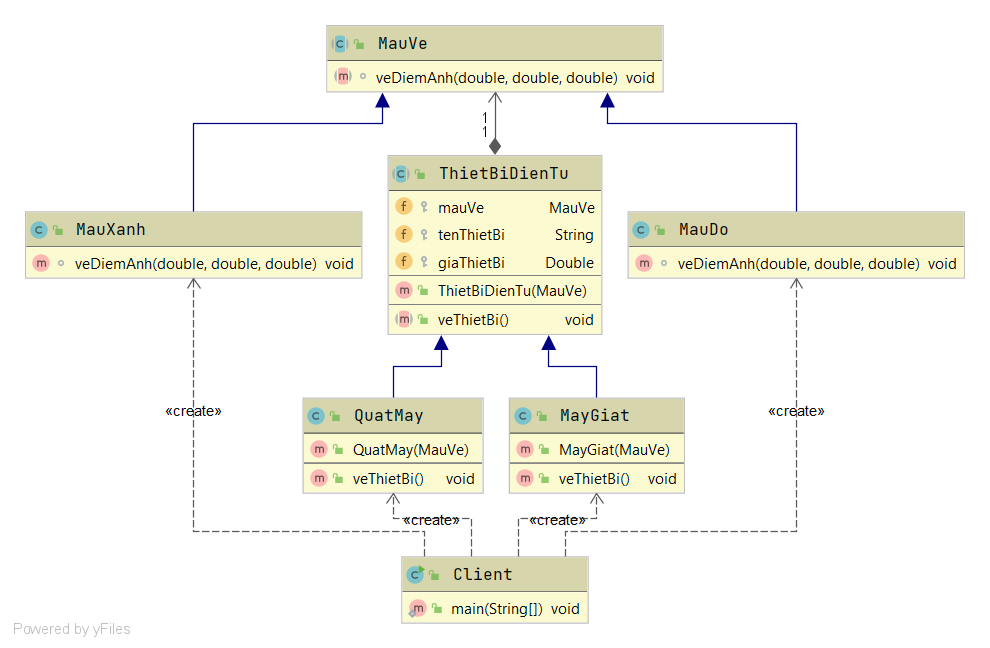 MauVe
veDiemAnh(double, double, double) void
1
1
ThietBiDienTu
mauVe MauVe
tenThietBi String
giaThietBi Double
ThietBiDienTu(MauVe)
veThietBi() void
MauXanh
veDiemAnh(double, double, double) void
MauDo
veDiemAnh(double, double, double) void
«create»
«create»
QuatMay
QuatMay(MauVe)
veThietBi() void
MayGiat
MayGiat(MauVe)
veThietBi() void
«create»
«create»
Client
main(String[]) void
Powered by yFiles